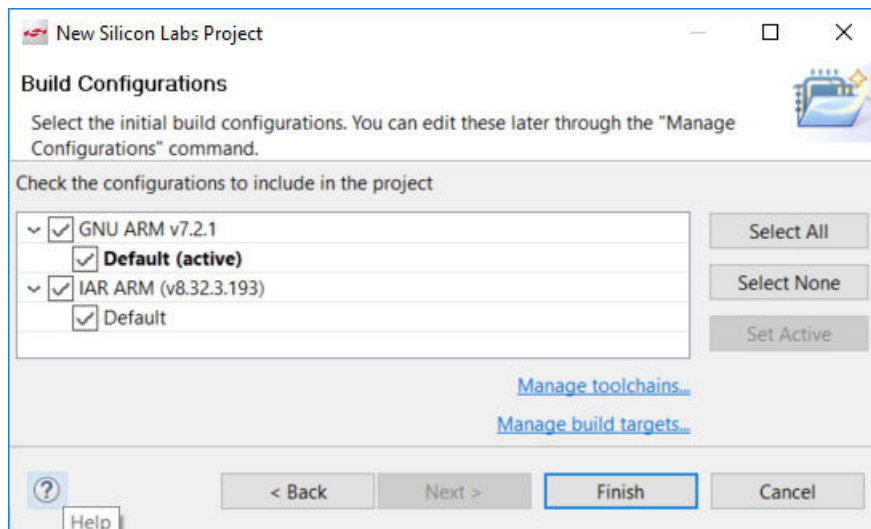 New Silicon Labs Project
Build Configurations
Select the initial build configurations. You can edit these later through the "Manage
Configurations" command.
Check the configurations to include in the project
GNU ARM v7.2.1
Default (active)
IAR ARM (v8.32.3.193)
Default
Select All
Select None
Set Active
Manage toolchains...
Manage build targets...
< Back
Next >
Finish
Cancel
Help